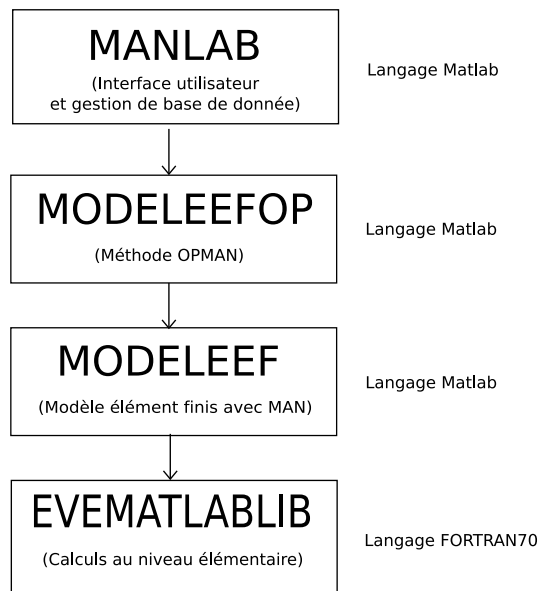 MANLAB
(Interface utilisateur
et gestion de base de donnée)
Langage Matlab
MODELEEFOP
(Méthode OPMAN)
Langage Matlab
MODELEEF
(Modèle élément finis avec MAN)
Langage Matlab
EVEMATLABLIB
(Calculs au niveau élémentaire)
Langage FORTRAN70